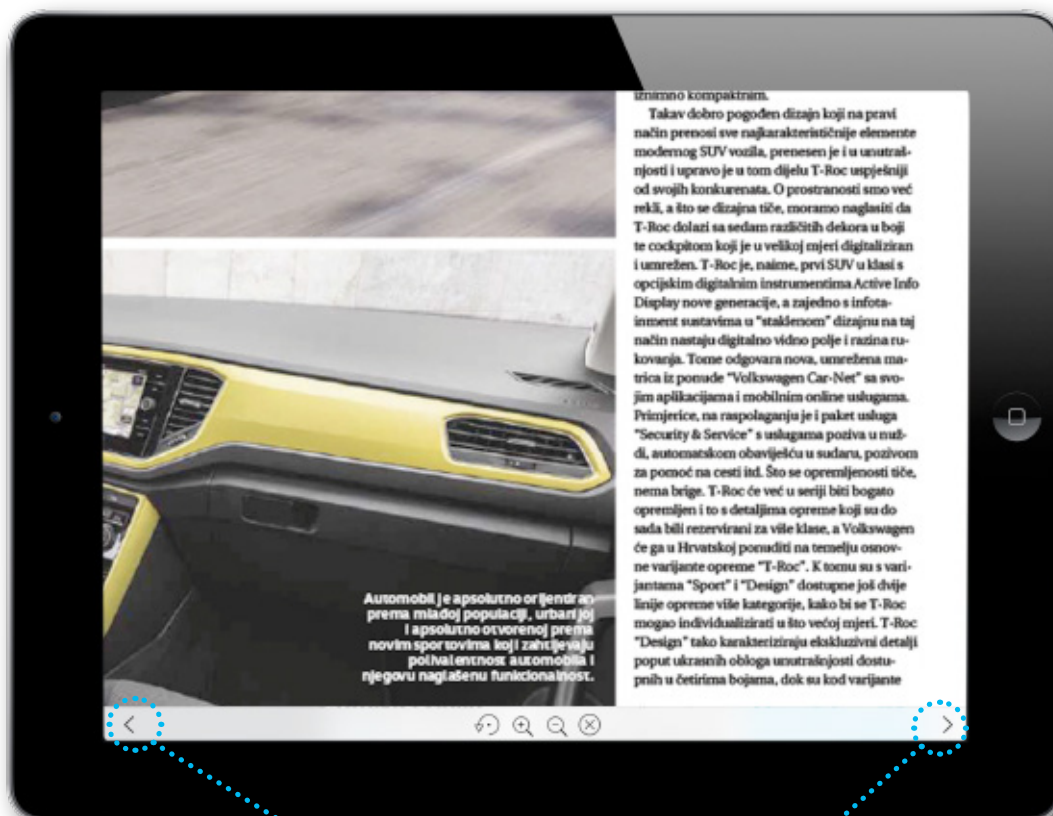 Automobil je apsolutno orijentiran
prema mlađoj populaciji, urbanijoj
i apsolutno otvorenoj prema
novim sportovima koji zahtijevaju
polivalentnost automobila i
njegovu naglašenu funkcionalnost.
iznimno kompaktnim.
Takav dobro pogođen dizajn koji na pravi
način prenosi sve najkarakterističnije elemente
modernog SUV vozila, prenesen je i u unutraš-
njosti i upravo je u tom dijelu T-Roc uspješniji
od svojih konkurenata. O prostranosti smo već
rekli, a što se dizajna tiče, moramo naglasiti da
T-Roc dolazi sa sedam različitih dekora u boji
te cockpitom koji je u velikoj mjeri digitaliziran
i umrežen. T-Roc je, naime, prvi SUV u klasi s
opcijskim digitalnim instrumentima Active Info
Display nove generacije, a zajedno s infota-
inment sustavima u “staklenom” dizajnu na taj
način nastaju digitalno vidno polje i razina ru-
kovanja. Tome odgovara nova, umrežena ma-
trica iz ponude “Volkswagen Car-Net” sa svo-
jim aplikacijama i mobilnim online uslugama.
Primjerice, na raspolaganju je i paket usluga
“Security & Service” s uslugama poziva u nuž-
di, automatskom obaviješću u sudaru, pozivom
za pomoć na cesti itd. Što se opremljenosti tiče,
nema brige. T-Roc će već u seriji biti bogato
opremljen i to s detaljima opreme koji su do
sada bili rezervirani za više klase, a Volkswagen
će ga u Hrvatskoj ponuditi na temelju osnov-
ne varijante opreme “T-Roc”. K tomu su s vari-
jantama “Sport” i “Design” dostupne još dvije
linije opreme više kategorije, kako bi se T-Roc
mogao individualizirati u što većoj mjeri. T-Roc
“Design” tako karakteriziraju ekskluzivni detalji
poput ukrasnih obloga unutrašnjosti dostu-
pnih u četirima bojama, dok su kod varijante